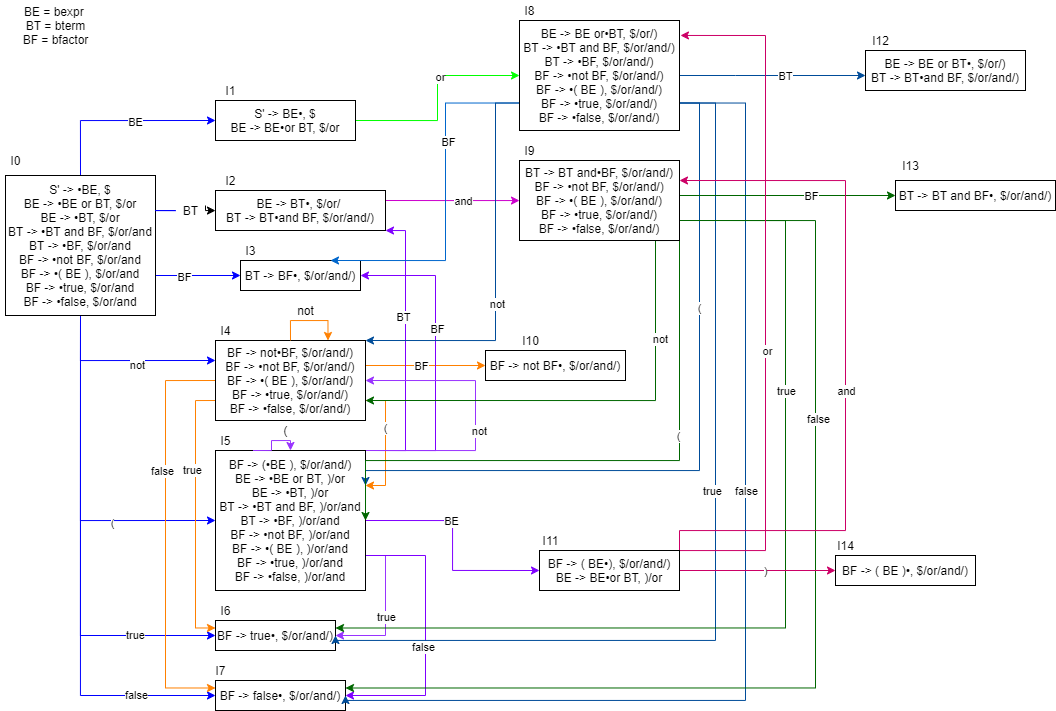 BE = bexpr
BT = bterm
BF = bfactor
I0
S' -> •BE, $
BE -> •BE or BT, $/or
BE -> •BT, $/or
BT -> •BT and BF, $/or/and
BT -> •BF, $/or/and
BF -> •not BF, $/or/and
BF -> •( BE ), $/or/and
BF -> •true, $/or/and
BF -> •false, $/or/and
BE
BT
BF
not
(
true
false
I1
S' -> BE•, $
BE -> BE•or BT, $/or
or
I2
BE -> BT•, $/or/
BT -> BT•and BF, $/or/and/)
and
I3
BT -> BF•, $/or/and/)
I4
BF -> not•BF, $/or/and/)
BF -> •not BF, $/or/and/)
BF -> •( BE ), $/or/and/)
BF -> •true, $/or/and/)
BF -> •false, $/or/and/)
not
BF
(
true
false
I5
BF -> (•BE ), $/or/and/)
BE -> •BE or BT, )/or
BE -> •BT, )/or
BT -> •BT and BF, )/or/and
BT -> •BF, )/or/and
BF -> •not BF, )/or/and
BF -> •( BE ), )/or/and
BF -> •true, )/or/and
BF -> •false, )/or/and
(
BT
BF
not
BE
true
false
I6
BF -> true•, $/or/and/)
I7
BF -> false•, $/or/and/)
I8
BE -> BE or•BT, $/or/)
BT -> •BT and BF, $/or/and/)
BT -> •BF, $/or/and/)
BF -> •not BF, $/or/and/)
BF -> •( BE ), $/or/and/)
BF -> •true, $/or/and/)
BF -> •false, $/or/and/)
BT
BF
not
(
true
false
I9
BT -> BT and•BF, $/or/and/)
BF -> •not BF, $/or/and/)
BF -> •( BE ), $/or/and/)
BF -> •true, $/or/and/)
BF -> •false, $/or/and/)
BF
not
(
true
false
I10
BF -> not BF•, $/or/and/)
I11
BF -> ( BE•), $/or/and/)
BE -> BE•or BT, )/or
or
and
)
I12
BE -> BE or BT•, $/or/)
BT -> BT•and BF, $/or/and/)
I13
BT -> BT and BF•, $/or/and/)
I14
BF -> ( BE )•, $/or/and/)